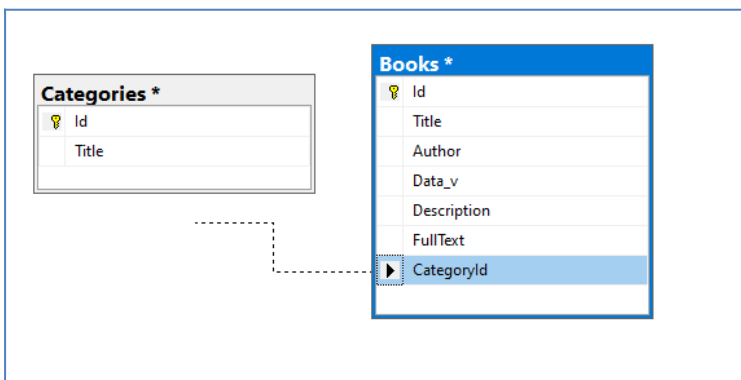 Categories *
Id
Title
Books *
Id
Title
Author
Data_v
Description
FullText
CategoryId